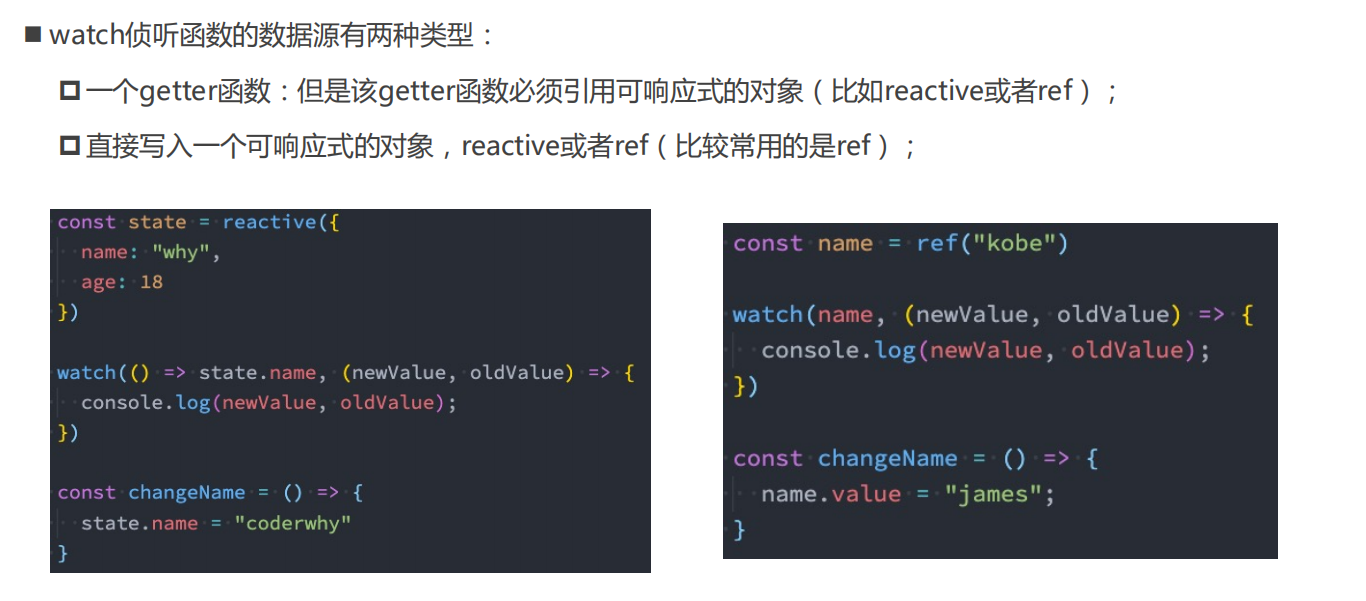 watch侦听函数的数据源有两种类型：
一个getter函数：但是该getter函数必须引用可响应式的对象（比如reactive或者ref）；
直接写入一个可响应式的对象，reactive或者ref（比较常用的是ref）；
const state = reactive({
  name: "why",
  age: 18
})

watch(() => state.name, (newValue, oldValue) => {
  console.log(newValue, oldValue);
})

const changeName = () => {
  state.name = "coderwhy"
}
const name = ref("kobe")

watch(name, (newValue, oldValue) => {
  console.log(newValue, oldValue);
})

const changeName = () => {
  name.value = "james";
}